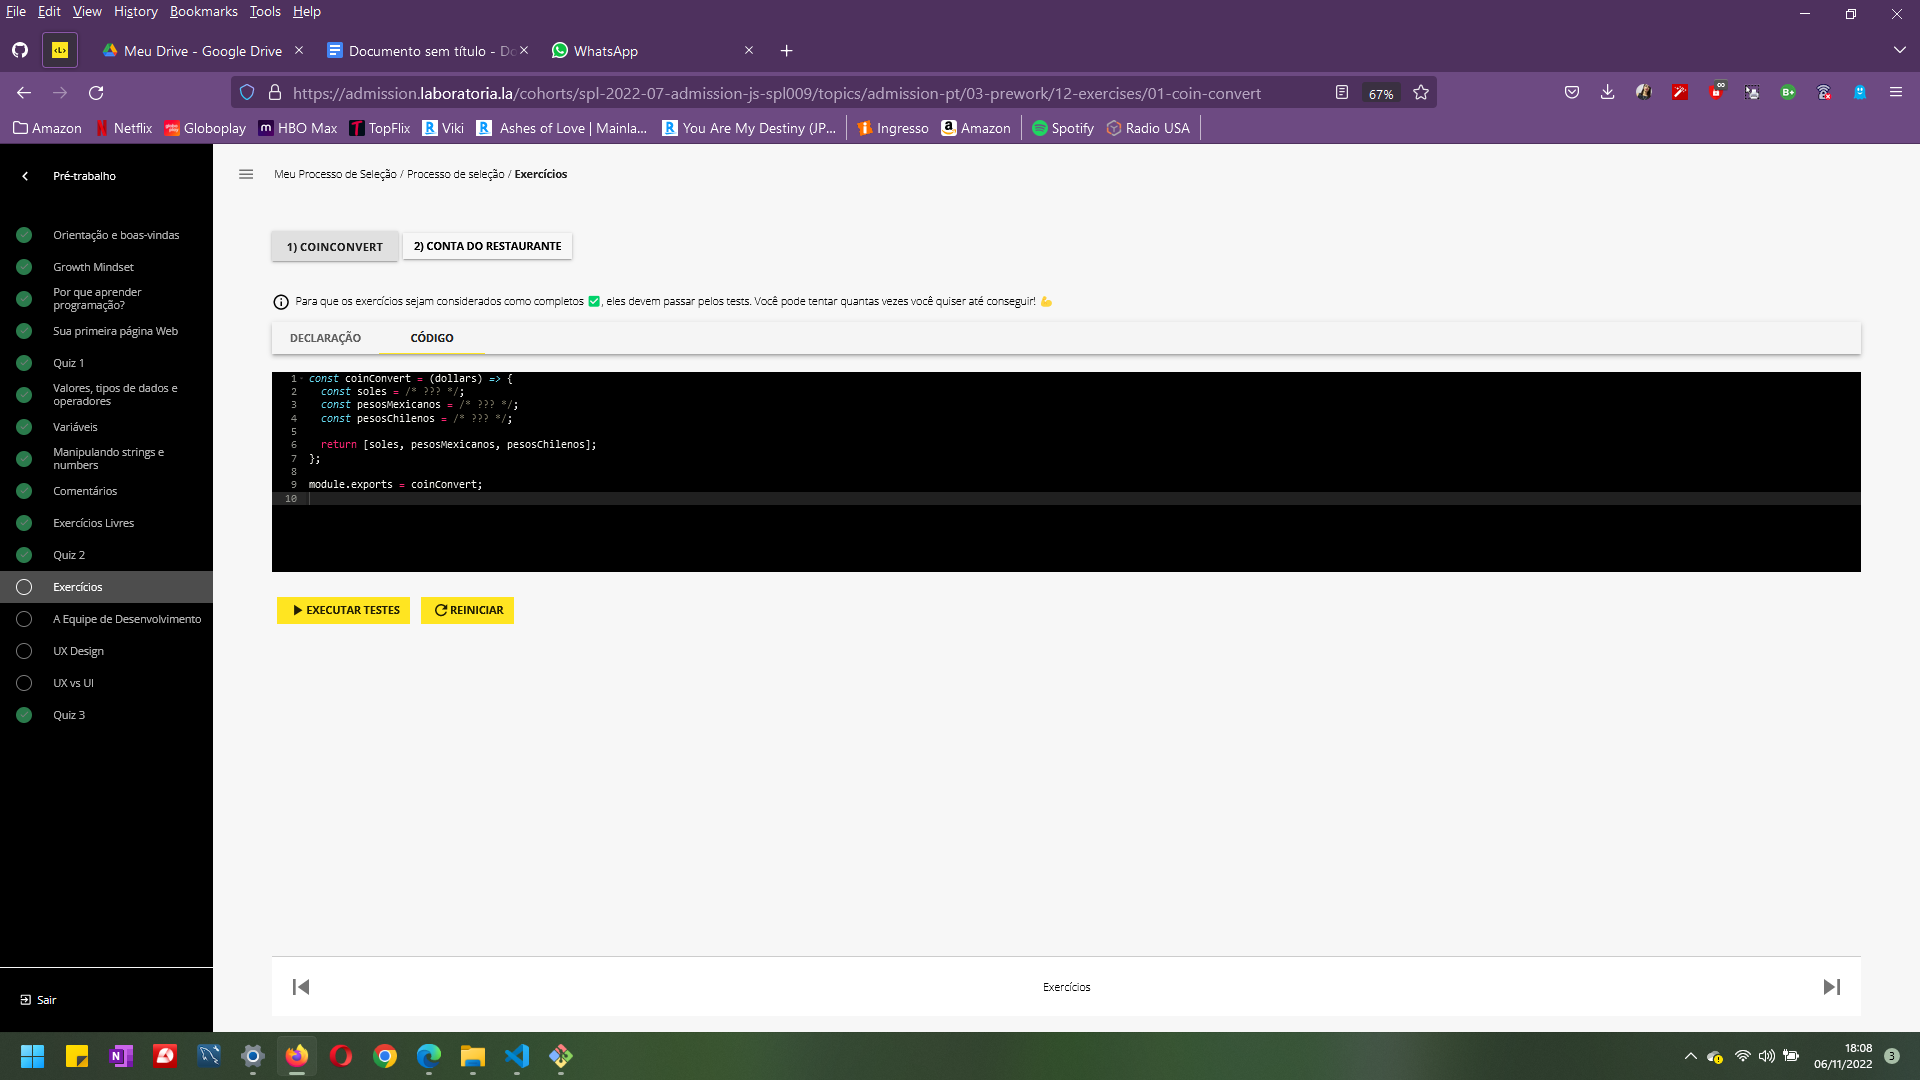 File Edit View History Bookmarks Tools Help
Meu Drive - Google Drive
Documento sem título - Do
WhatsApp
https://admission.laboratoria.la/cohorts/spl-2022-07-admission-js-spl009/topics/admission-pt/03-prework/12-exercises/01-coin-convert
67%
Amazon Netflix Globoplay HBO Max TopFlix Viki Ashes of Love | Mainla... You Are My Destiny (JP... Ingresso Amazon Spotify Radio USA
Pré-trabalho
Orientação e boas-vindas
Growth Mindset
Por que aprender
programação?
Sua primeira página Web
Quiz 1
Valores, tipos de dados e
operadores
Variáveis
Manipulando strings e
numbers
Comentários
Exercícios Livres
Quiz 2
Exercícios
A Equipe de Desenvolvimento
UX Design
UX vs UI
Quiz 3
Sair
Meu Processo de Seleção / Processo de seleção / Exercícios
1) COINCONVERT
2) CONTA DO RESTAURANTE
Para que os exercícios sejam considerados como completos ✅, eles devem passar pelos tests. Você pode tentar quantas vezes você quiser até conseguir! 💪
DECLARAÇÃO CÓDIGO
1 const coinConvert = (dollars) => {
2 const soles = /* ??? */;
3 const pesosMexicanos = /* ??? */;
4 const pesosChilenos = /* ??? */;
5
6 return [soles, pesosMexicanos, pesosChilenos];
7 };
8
9 module.exports = coinConvert;
10
EXECUTAR TESTES
REINICIAR
Exercícios
18:08
06/11/2022
3